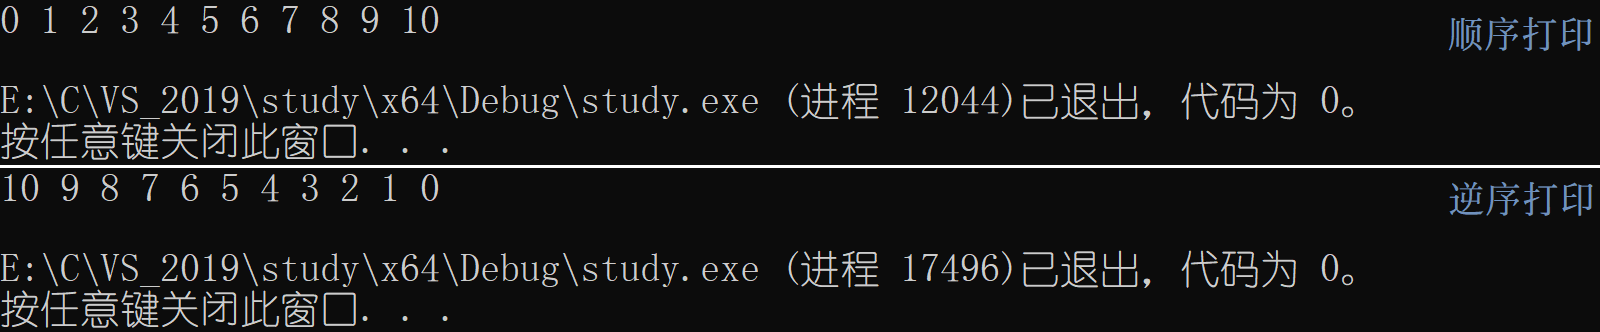 0 1 2 3 4 5 6 7 8 9 10
顺序打印
E:\C\VS_2019\study\x64\Debug\study.exe (进程 12044)已退出，代码为 0。
按任意键关闭此窗口. . .
10 9 8 7 6 5 4 3 2 1 0
逆序打印
E:\C\VS_2019\study\x64\Debug\study.exe (进程 17496)已退出，代码为 0。
按任意键关闭此窗口. . .